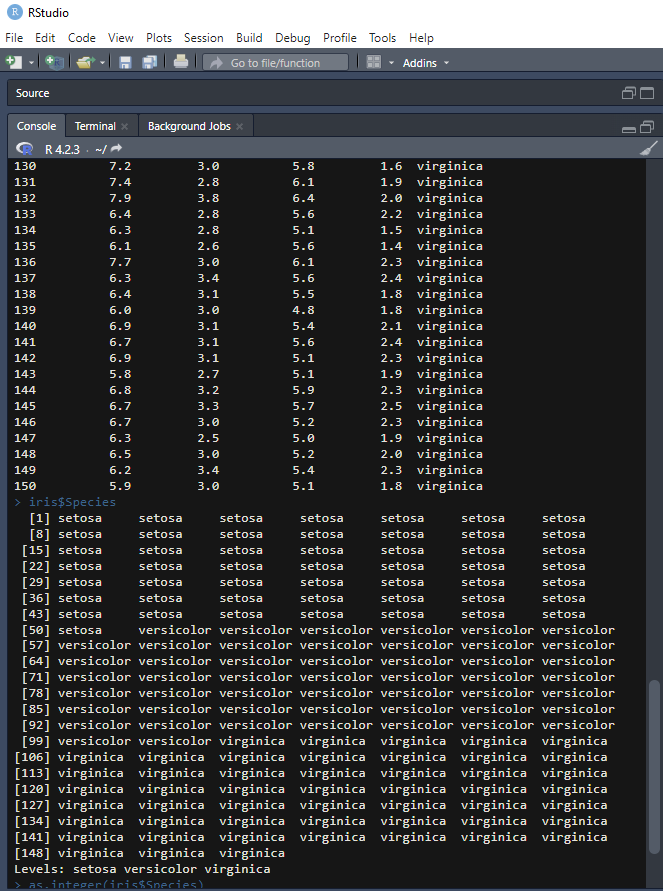 RStudio
File Edit Code View Plots Session Build Debug Profile Tools Help
Go to file/function Addins
Source
Console Terminal Background Jobs
R 4.2.3 · ~/
130 7.2 3.0 5.8 1.6 virginica
131 7.4 2.8 6.1 1.9 virginica
132 7.9 3.8 6.4 2.0 virginica
133 6.4 2.8 5.6 2.2 virginica
134 6.3 2.8 5.1 1.5 virginica
135 6.1 2.6 5.6 1.4 virginica
136 7.7 3.0 6.1 2.3 virginica
137 6.3 3.4 5.6 2.4 virginica
138 6.4 3.1 5.5 1.8 virginica
139 6.0 3.0 4.8 1.8 virginica
140 6.9 3.1 5.4 2.1 virginica
141 6.7 3.1 5.6 2.4 virginica
142 6.9 3.1 5.1 2.3 virginica
143 5.8 2.7 5.1 1.9 virginica
144 6.8 3.2 5.9 2.3 virginica
145 6.7 3.3 5.7 2.5 virginica
146 6.7 3.0 5.2 2.3 virginica
147 6.3 2.5 5.0 1.9 virginica
148 6.5 3.0 5.2 2.0 virginica
149 6.2 3.4 5.4 2.3 virginica
150 5.9 3.0 5.1 1.8 virginica
> iris$Species
[1] setosa setosa setosa setosa setosa setosa setosa
[8] setosa setosa setosa setosa setosa setosa setosa
[15] setosa setosa setosa setosa setosa setosa setosa
[22] setosa setosa setosa setosa setosa setosa setosa
[29] setosa setosa setosa setosa setosa setosa setosa
[36] setosa setosa setosa setosa setosa setosa setosa
[43] setosa setosa setosa setosa setosa setosa setosa
[50] setosa versicolor versicolor versicolor versicolor versicolor versicolor
[57] versicolor versicolor versicolor versicolor versicolor versicolor versicolor
[64] versicolor versicolor versicolor versicolor versicolor versicolor versicolor
[71] versicolor versicolor versicolor versicolor versicolor versicolor versicolor
[78] versicolor versicolor versicolor versicolor versicolor versicolor versicolor
[85] versicolor versicolor versicolor versicolor versicolor versicolor versicolor
[92] versicolor versicolor versicolor versicolor versicolor versicolor versicolor
[99] versicolor versicolor virginica virginica virginica virginica virginica
[106] virginica virginica virginica virginica virginica virginica virginica
[113] virginica virginica virginica virginica virginica virginica virginica
[120] virginica virginica virginica virginica virginica virginica virginica
[127] virginica virginica virginica virginica virginica virginica virginica
[134] virginica virginica virginica virginica virginica virginica virginica
[141] virginica virginica virginica virginica virginica virginica virginica
[148] virginica virginica virginica
Levels: setosa versicolor virginica
> as.integer(iris$Species)